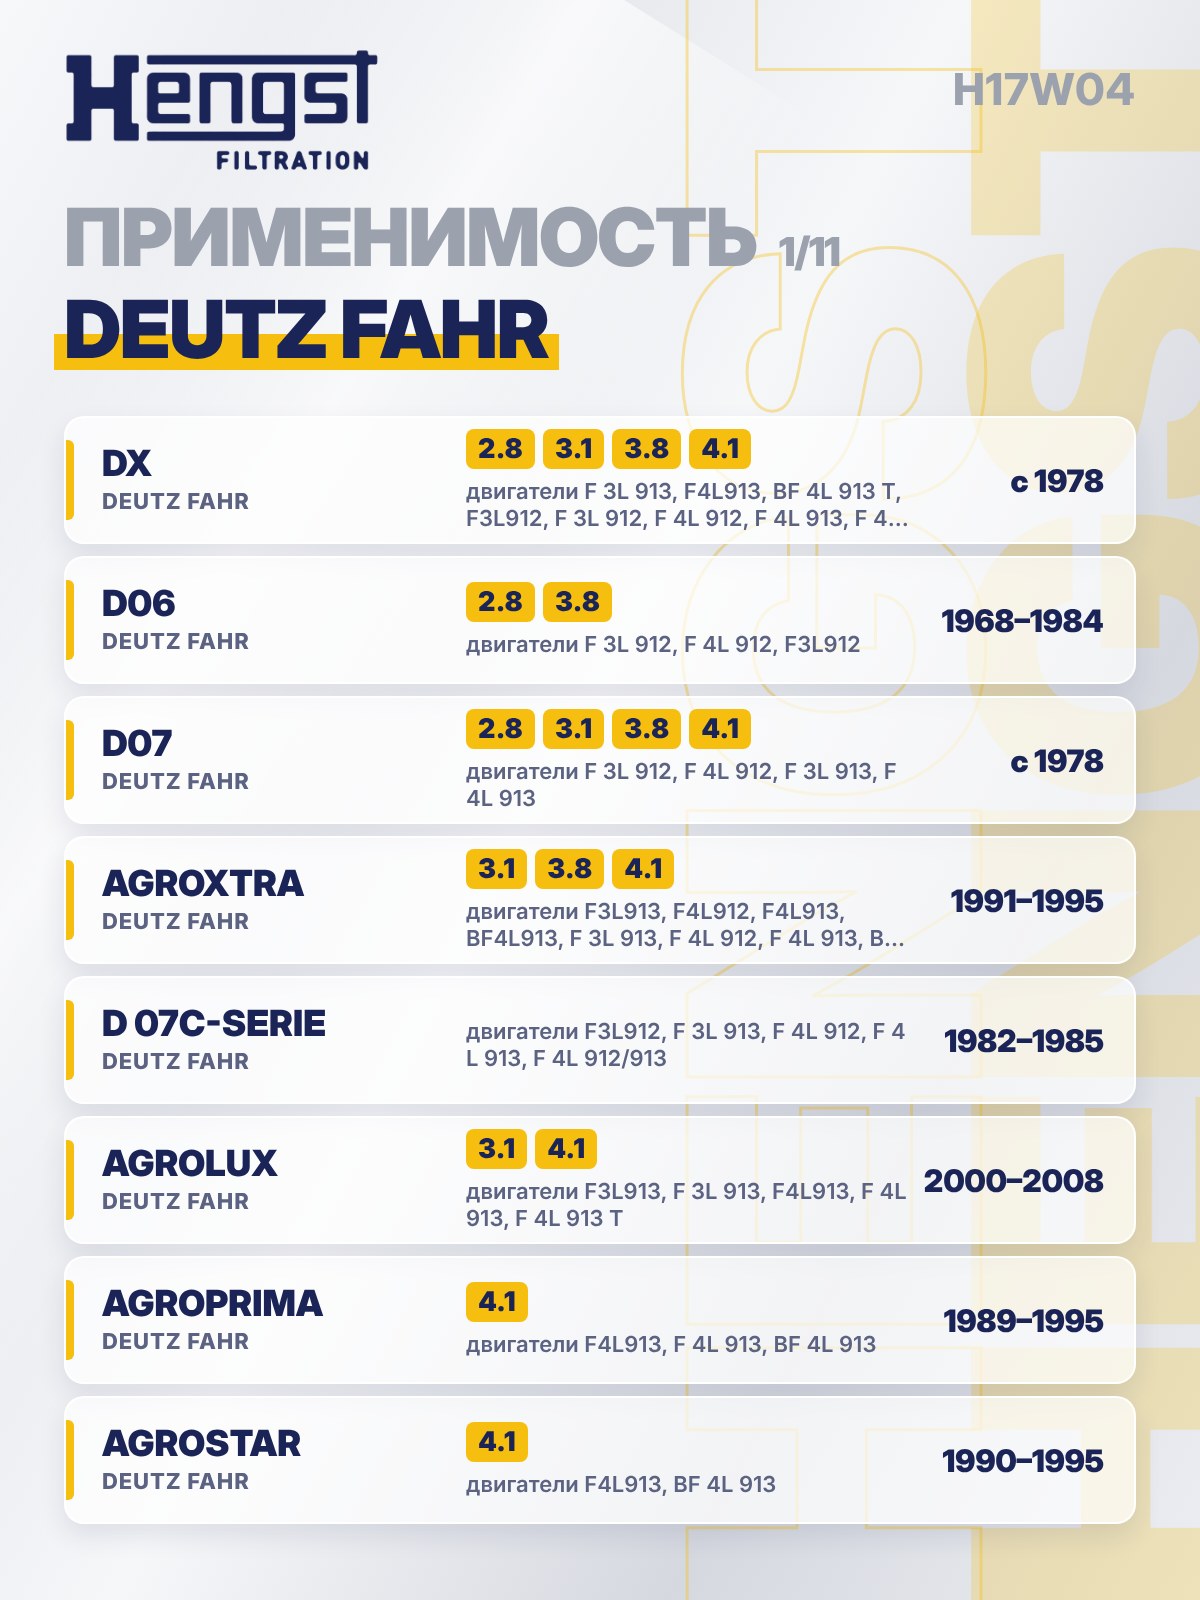 Hengst
FILTRATION
H17W04
ПРИМЕНИМОСТЬ 1/11
DEUTZ FAHR
DX
DEUTZ FAHR
2.8 3.1 3.8 4.1
двигатели F 3L 913, F4L913, BF 4L 913 T,
F3L912, F 3L 912, F 4L 912, F 4L 913, F 4...
с 1978
D06
DEUTZ FAHR
2.8 3.8
двигатели F 3L 912, F 4L 912, F3L912
1968–1984
D07
DEUTZ FAHR
2.8 3.1 3.8 4.1
двигатели F 3L 912, F 4L 912, F 3L 913, F
4L 913
с 1978
AGROXTRA
DEUTZ FAHR
3.1 3.8 4.1
двигатели F3L913, F4L912, F4L913,
BF4L913, F 3L 913, F 4L 912, F 4L 913, B...
1991–1995
D 07C-SERIE
DEUTZ FAHR
двигатели F3L912, F 3L 913, F 4L 912, F 4
L 913, F 4L 912/913
1982–1985
AGROLUX
DEUTZ FAHR
3.1 4.1
двигатели F3L913, F 3L 913, F4L913, F 4L
913, F 4L 913 T
2000–2008
AGROPRIMA
DEUTZ FAHR
4.1
двигатели F4L913, F 4L 913, BF 4L 913
1989–1995
AGROSTAR
DEUTZ FAHR
4.1
двигатели F4L913, BF 4L 913
1990–1995
HENGST
HENGST